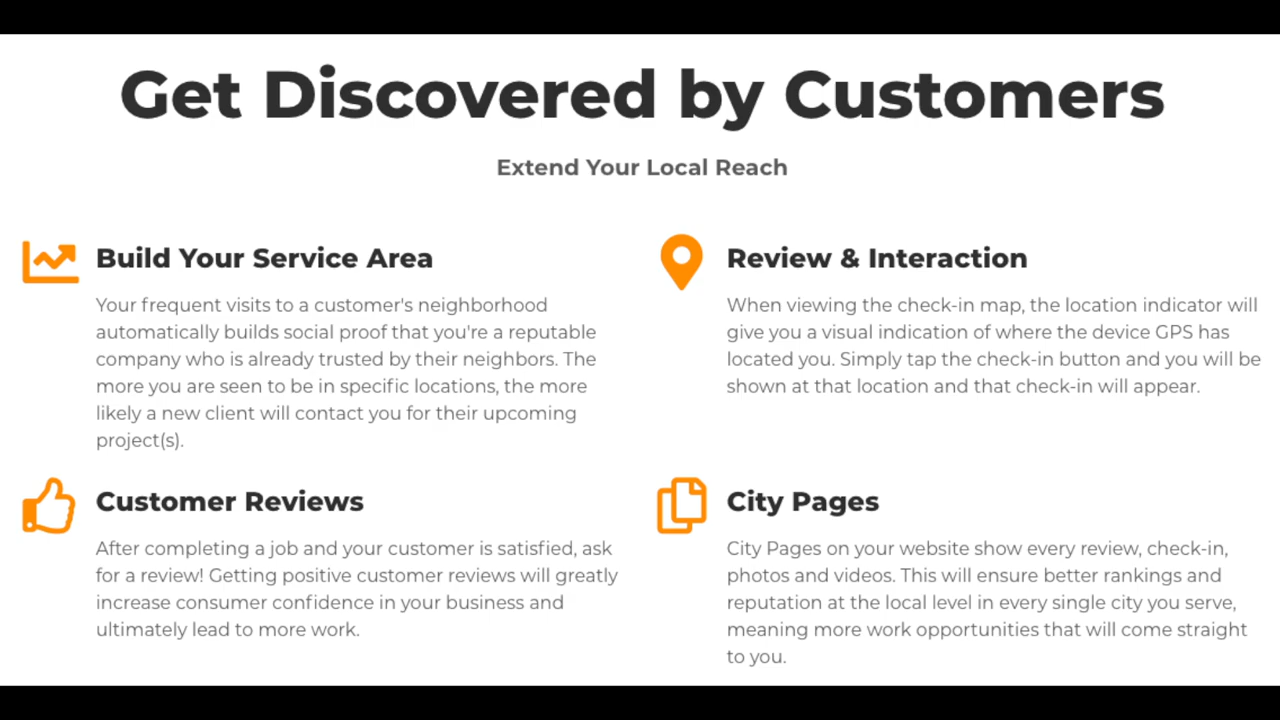 Get Discovered by Customers
Extend Your Local Reach
Build Your Service Area
Your frequent visits to a customer's neighborhood
automatically builds social proof that you're a reputable
company who is already trusted by their neighbors. The
more you are seen to be in specific locations, the more
likely a new client will contact you for their upcoming
project(s).
Review & Interaction
When viewing the check-in map, the location indicator will
give you a visual indication of where the device GPS has
located you. Simply tap the check-in button and you will be
shown at that location and that check-in will appear.
Customer Reviews
After completing a job and your customer is satisfied, ask
for a review! Getting positive customer reviews will greatly
increase consumer confidence in your business and
ultimately lead to more work.
City Pages
City Pages on your website show every review, check-in,
photos and videos. This will ensure better rankings and
reputation at the local level in every single city you serve,
meaning more work opportunities that will come straight
to you.